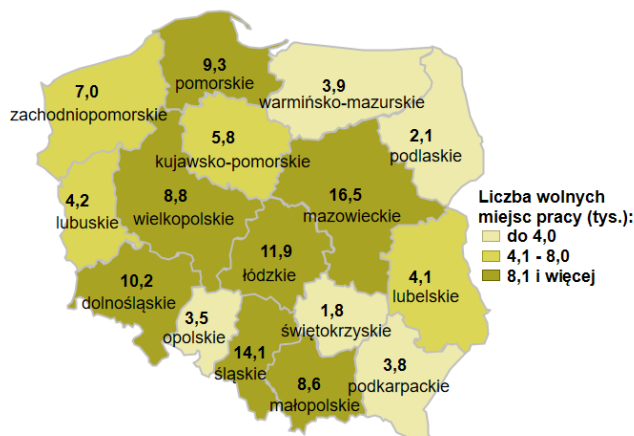 9,3
pomorskie
3,9
warmińsko-mazurskie
7,0
zachodniopomorskie
2,1
podlaskie
5,8
kujawsko-pomorskie
4,2
lubuskie
8,8
wielkopolskie
16,5
mazowieckie
Liczba wolnych
miejsc pracy (tys.):
do 4,0
4,1 - 8,0
8,1 i więcej
11,9
łódzkie
10,2
dolnośląskie
4,1
lubelskie
3,5
opolskie
1,8
świętokrzyskie
14,1
śląskie
8,6
małopolskie
3,8
podkarpackie